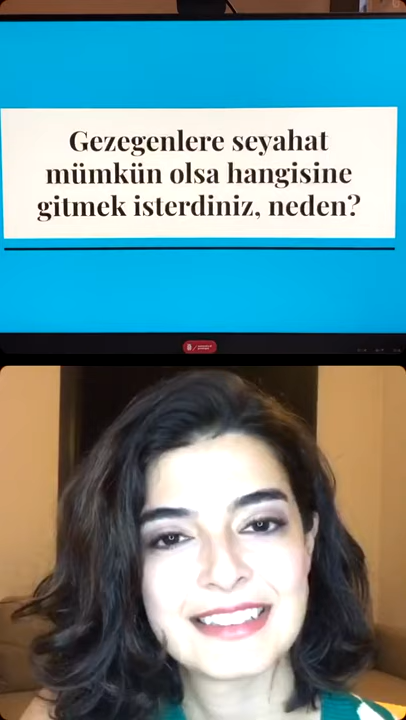 Gezegenlere seyahat
mümkün olsa hangisine
gitmek isterdiniz, neden?